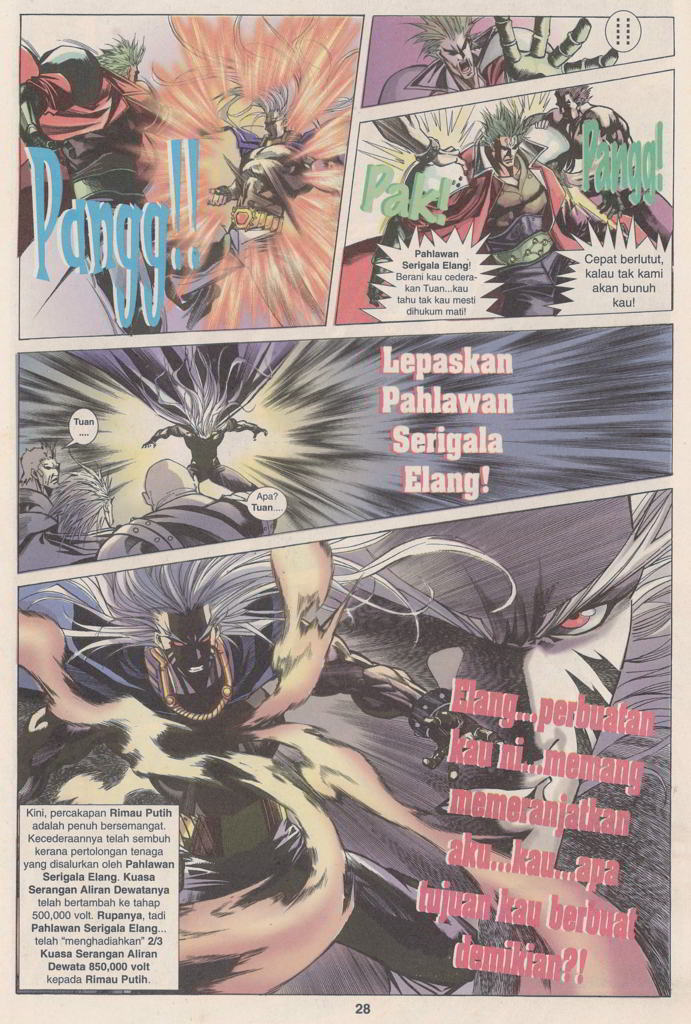 Pangg!!
!!
Pak!
Pangg!
Pahlawan
Serigala Elang!
Berani kau cedera-
kan Tuan...kau
tahu tak kau mesti
dihukum mati!
Cepat berlutut,
kalau tak kami
akan bunuh
kau!
Lepaskan
Pahlawan
Serigala
Elang!
Tuan
....
Apa?
Tuan....
Elang...perbuatan
kau ni...memang
memeranjatkan
aku...kau...apa
tujuan kau berbuat
demikian?!
Kini, percakapan Rimau Putih
adalah penuh bersemangat.
Kecederaannya telah sembuh
kerana pertolongan tenaga
yang disalurkan oleh Pahlawan
Serigala Elang. Kuasa
Serangan Aliran Dewatanya
telah bertambah ke tahap
500,000 volt. Rupanya, tadi
Pahlawan Serigala Elang...
telah “menghadiahkan” 2/3
Kuasa Serangan Aliran
Dewata 850,000 volt
kepada Rimau Putih.
28